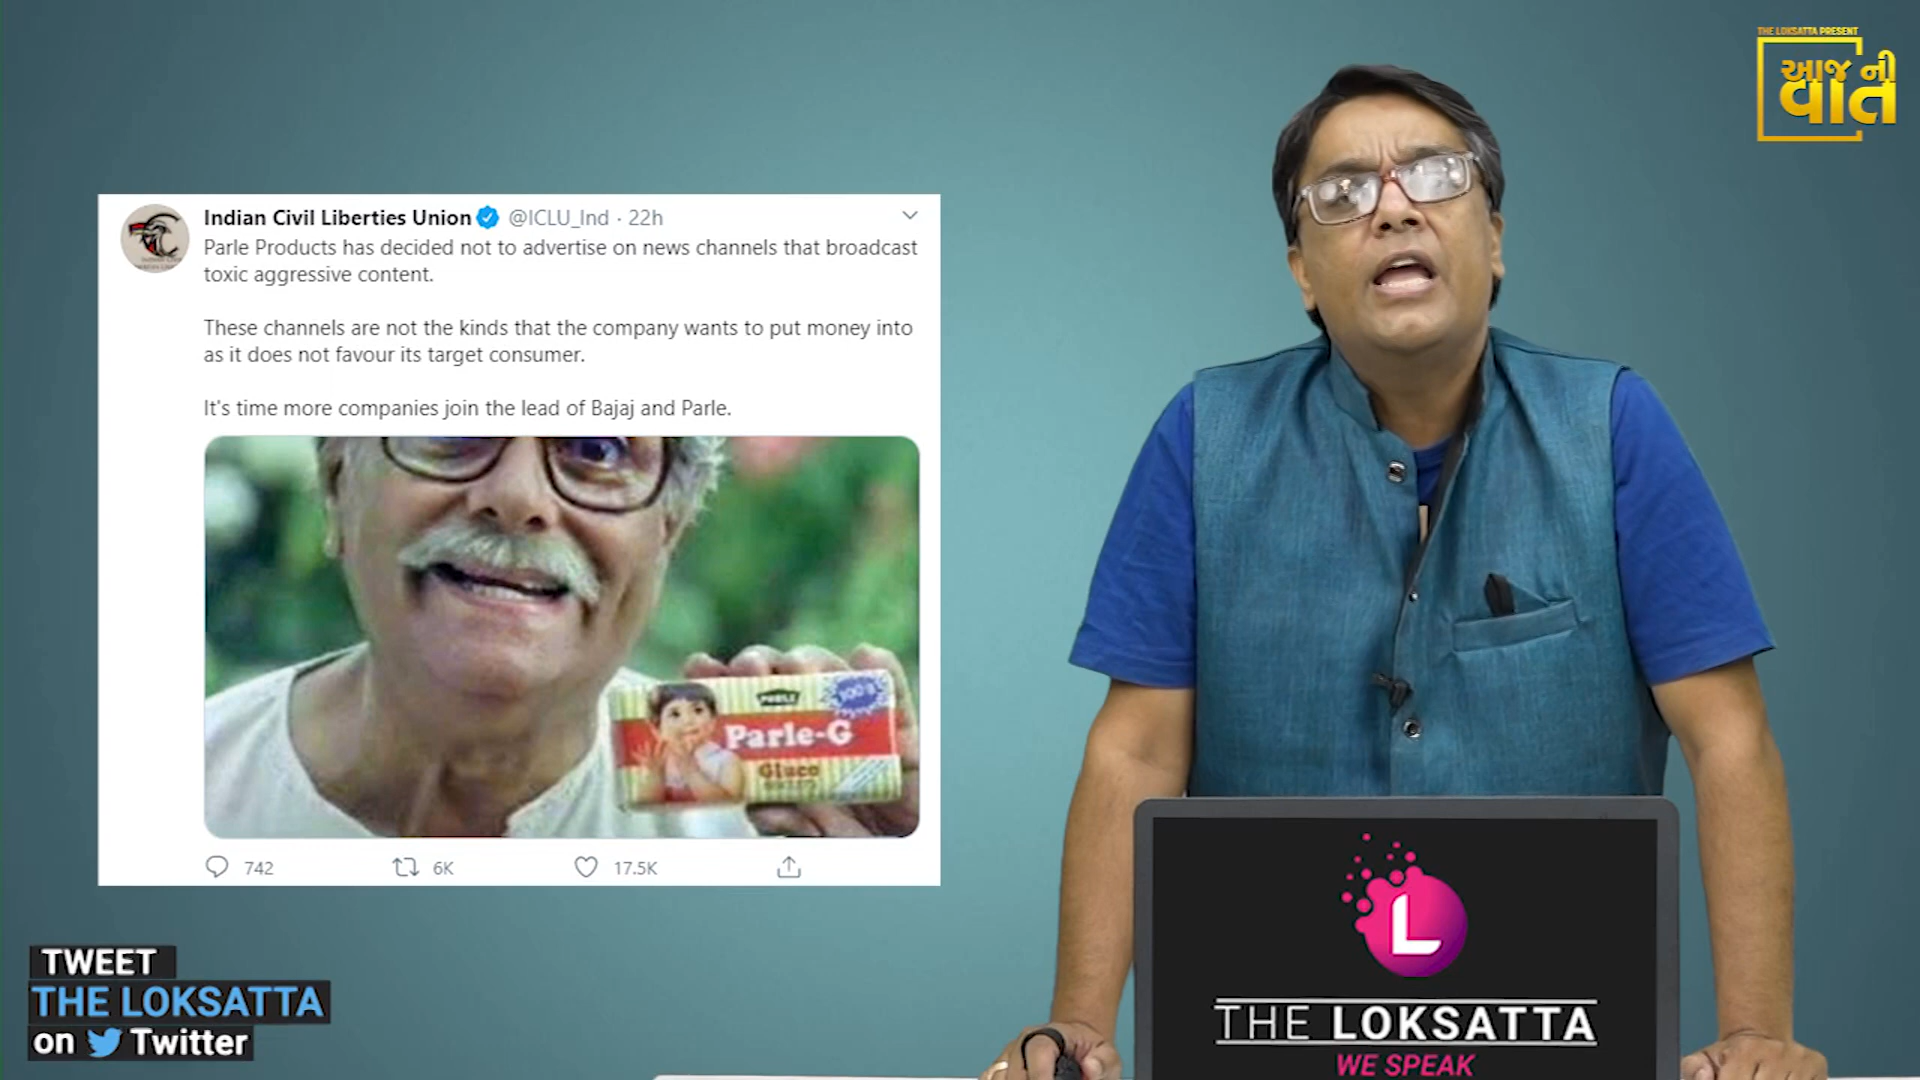 THE LOKSATTA PRESENT
આજ ની
વાત
Indian Civil Liberties Union @ICLU_Ind · 22h
Parle Products has decided not to advertise on news channels that broadcast
toxic aggressive content.
These channels are not the kinds that the company wants to put money into
as it does not favour its target consumer.
It's time more companies join the lead of Bajaj and Parle.
PARLE
100 g
Parle-G
Gluco
742
6K
17.5K
TWEET
THE LOKSATTA
on Twitter
L
THE LOKSATTA
WE SPEAK